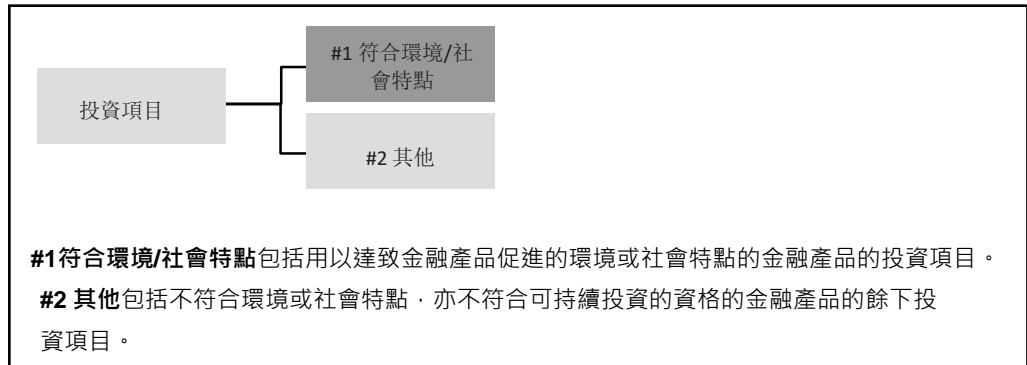 #1 符合環境/社
會特點
投資項目
#2 其他
#1符合環境/社會特點包括用以達致金融產品促進的環境或社會特點的金融產品的投資項目。
#2 其他包括不符合環境或社會特點，亦不符合可持續投資的資格的金融產品的餘下投
資項目。